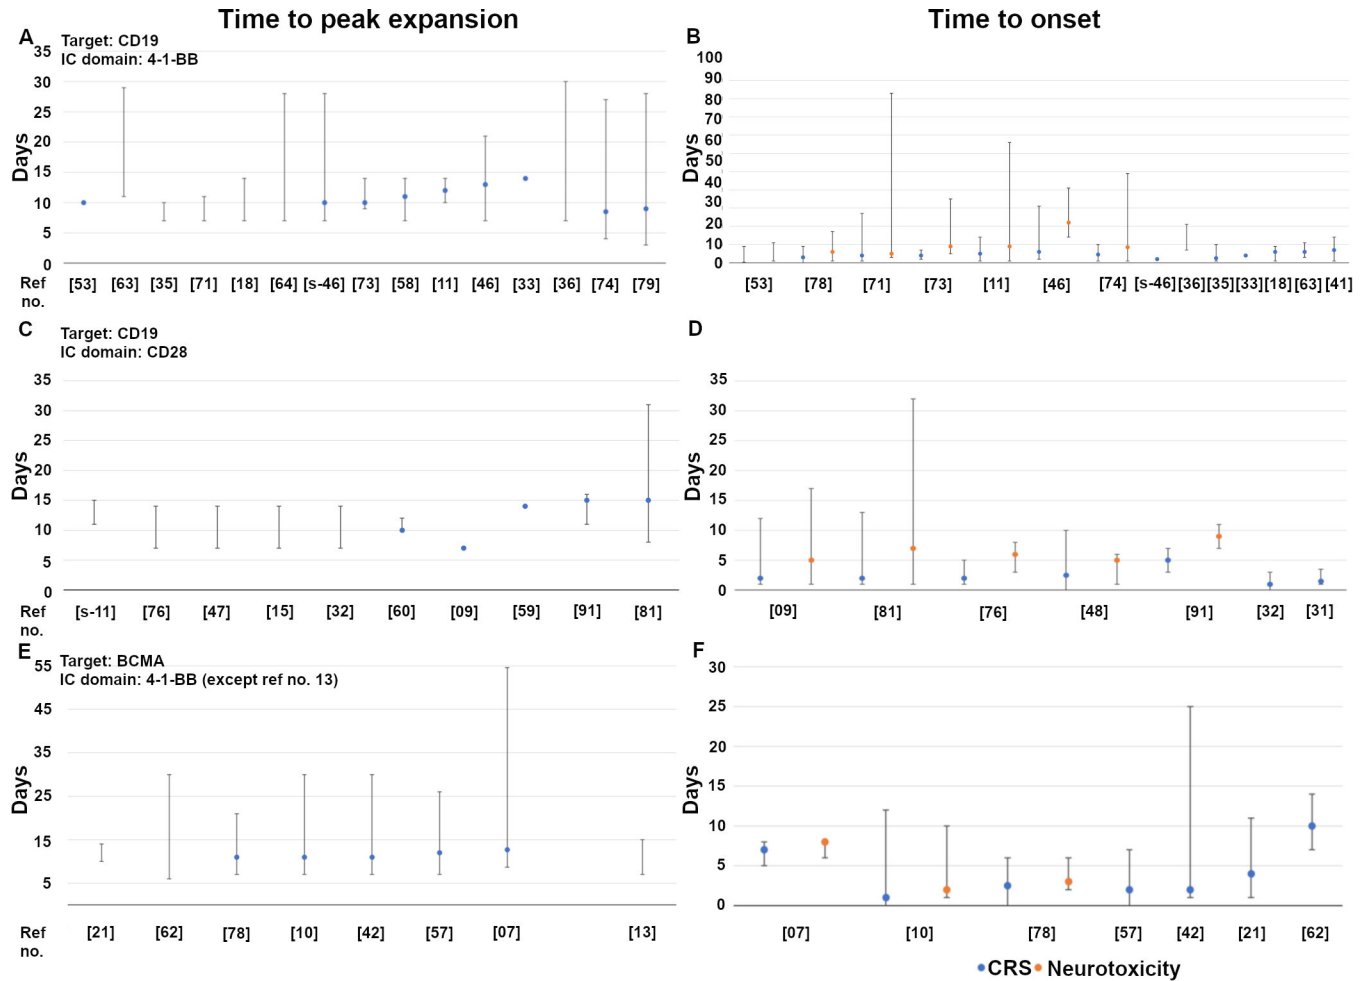 Time to peak expansion
Time to onset
A
Target: CD19
IC domain: 4-1-BB
35
30
25
20
15
10
5
0
Days
Ref no.
[53] [63] [35] [71] [18] [64] [s-46] [73] [58] [11] [46] [33] [36] [74] [79]
B
100
90
80
70
60
50
40
30
20
10
0
Days
[53] [78] [71] [73] [11] [46] [74] [s-46] [36] [35] [33] [18] [63] [41]
C
Target: CD19
IC domain: CD28
35
30
25
20
15
10
5
0
Days
Ref no.
[s-11] [76] [47] [15] [32] [60] [09] [59] [91] [81]
D
35
30
25
20
15
10
5
0
Days
[09] [81] [76] [48] [91] [32] [31]
E
Target: BCMA
IC domain: 4-1-BB (except ref no. 13)
55
45
35
25
15
5
Days
Ref no.
[21] [62] [78] [10] [42] [57] [07] [13]
F
30
25
20
15
10
5
0
Days
[07] [10] [78] [57] [42] [21] [62]
CRS Neurotoxicity